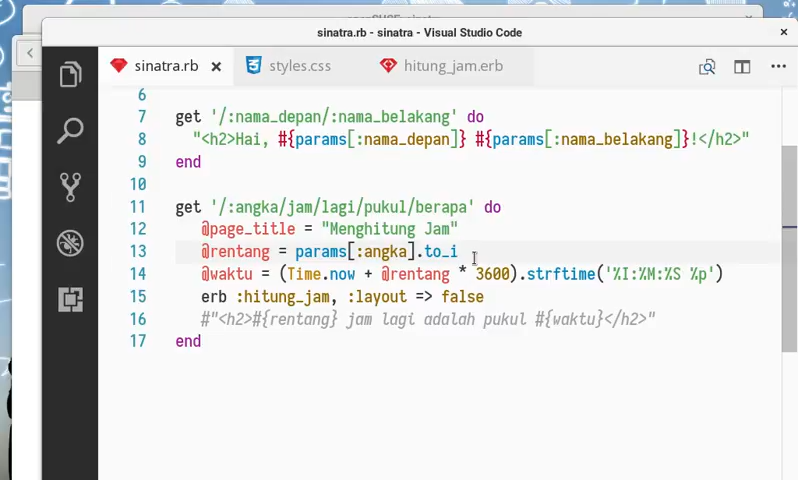 sinatra.rb - sinatra - Visual Studio Code
sinatra.rb
styles.css
hitung_jam.erb
6
7 get '/:nama_depan/:nama_belakang' do
8 "<h2>Hai, #{params[:nama_depan]} #{params[:nama_belakang]}!</h2>"
9 end
10
11 get '/:angka/jam/lagi/pukul/berapa' do
12 @page_title = "Menghitung Jam"
13 @rentang = params[:angka].to_i
14 @waktu = (Time.now + @rentang * 3600).strftime('%I:%M:%S %p')
15 erb :hitung_jam, :layout => false
16 #"<h2>#{rentang} jam lagi adalah pukul #{waktu}</h2>"
17 end